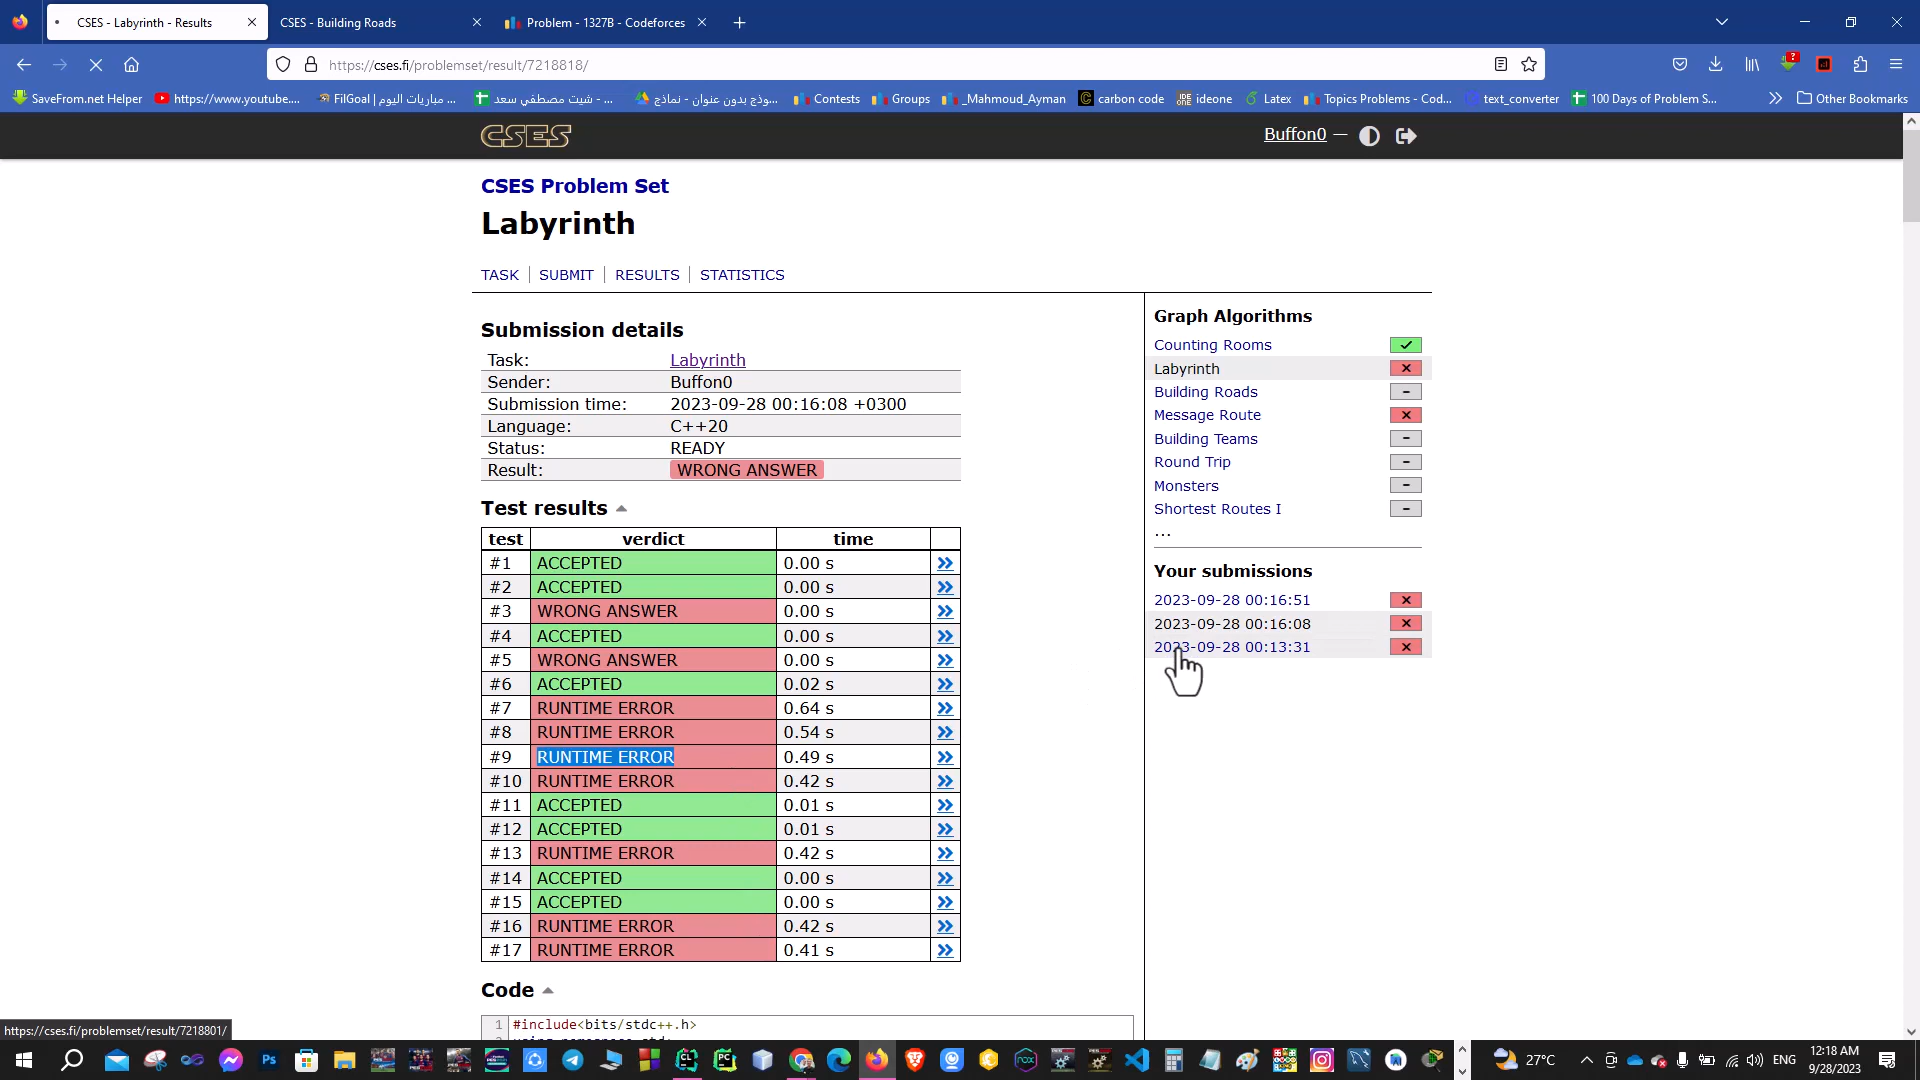 CSES - Labyrinth - Results
CSES - Building Roads
Problem - 1327B - Codeforces
https://cses.fi/problemset/result/7218818/
SaveFrom.net Helper
https://www.youtube....
FilGoal | مباريات اليوم ...
شيت مصطفي سعد - ...
نموذج بدون عنوان - نماذج...
Contests
Groups
_Mahmoud_Ayman
carbon code
ideone
Latex
Topics Problems - Cod...
text_converter
100 Days of Problem S...
Other Bookmarks
CSES
Buffon0 —
CSES Problem Set
Labyrinth
TASK | SUBMIT | RESULTS | STATISTICS
Submission details
Task: Labyrinth
Sender: Buffon0
Submission time: 2023-09-28 00:16:08 +0300
Language: C++20
Status: READY
Result: WRONG ANSWER
Test results
test verdict time
#1 ACCEPTED 0.00 s »
#2 ACCEPTED 0.00 s »
#3 WRONG ANSWER 0.00 s »
#4 ACCEPTED 0.00 s »
#5 WRONG ANSWER 0.00 s »
#6 ACCEPTED 0.02 s »
#7 RUNTIME ERROR 0.64 s »
#8 RUNTIME ERROR 0.54 s »
#9 RUNTIME ERROR 0.49 s »
#10 RUNTIME ERROR 0.42 s »
#11 ACCEPTED 0.01 s »
#12 ACCEPTED 0.01 s »
#13 RUNTIME ERROR 0.42 s »
#14 ACCEPTED 0.00 s »
#15 ACCEPTED 0.00 s »
#16 RUNTIME ERROR 0.42 s »
#17 RUNTIME ERROR 0.41 s »
Code
1 #include<bits/stdc++.h>
Graph Algorithms
Counting Rooms
Labyrinth
Building Roads
Message Route
Building Teams
Round Trip
Monsters
Shortest Routes I
...
Your submissions
2023-09-28 00:16:51
2023-09-28 00:16:08
2023-09-28 00:13:31
https://cses.fi/problemset/result/7218801/
27°C
ENG
12:18 AM
9/28/2023